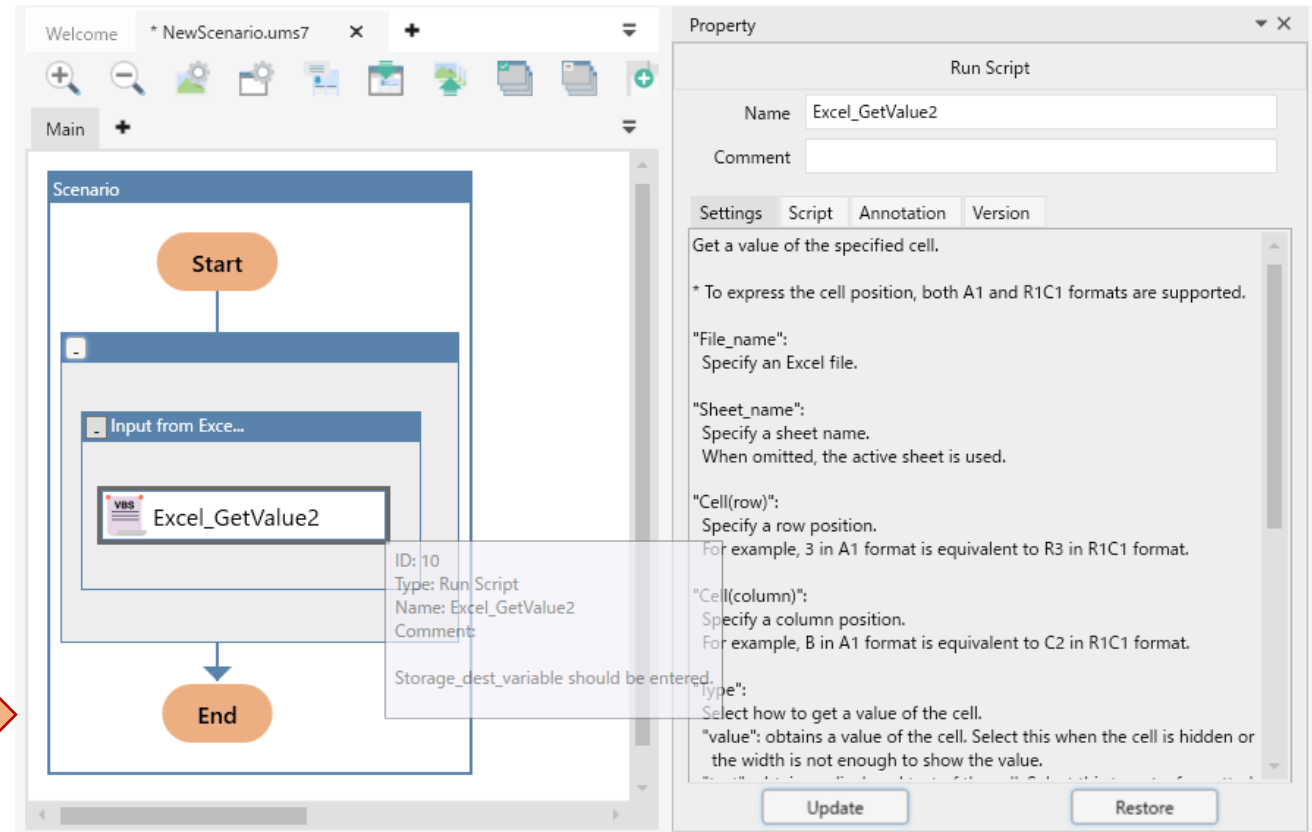 Welcome
* NewScenario.ums7
Main
Scenario
Start
Input from Exce...
VBS
Excel_GetValue2
ID: 10
Type: Run Script
Name: Excel_GetValue2
Comment:
Storage_dest_variable should be entered.
End
Property
Run Script
Name Excel_GetValue2
Comment
Settings Script Annotation Version
Get a value of the specified cell.
* To express the cell position, both A1 and R1C1 formats are supported.
"File_name":
Specify an Excel file.
"Sheet_name":
Specify a sheet name.
When omitted, the active sheet is used.
"Cell(row)":
Specify a row position.
For example, 3 in A1 format is equivalent to R3 in R1C1 format.
"Cell(column)":
Specify a column position.
For example, B in A1 format is equivalent to C2 in R1C1 format.
"Type":
Select how to get a value of the cell.
"value": obtains a value of the cell. Select this when the cell is hidden or
the width is not enough to show the value.
Update Restore